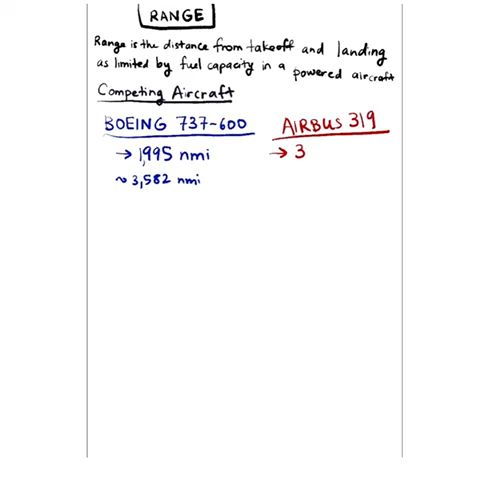 RANGE
Range is the distance from takeoff and landing
as limited by fuel capacity in a powered aircraft
Competing Aircraft
BOEING 737-600
→ 1,995 nmi
~ 3,582 nmi
AIRBUS 319
→ 3